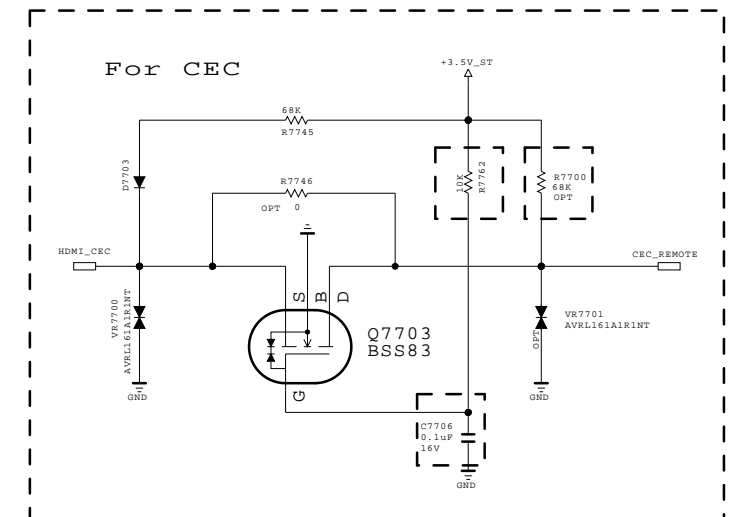 For CEC
+3.5V_ST
68K
R7745
D7703
R7746
OPT 0
10K
R7762
R7700
68K
OPT
HDMI_CEC
CEC_REMOTE
S
B
D
VR7700
AVRL161A1R1NT
Q7703
BSS83
OPT
VR7701
AVRL161A1R1NT
G
GND
GND
C7706
0.1uF
16V
GND